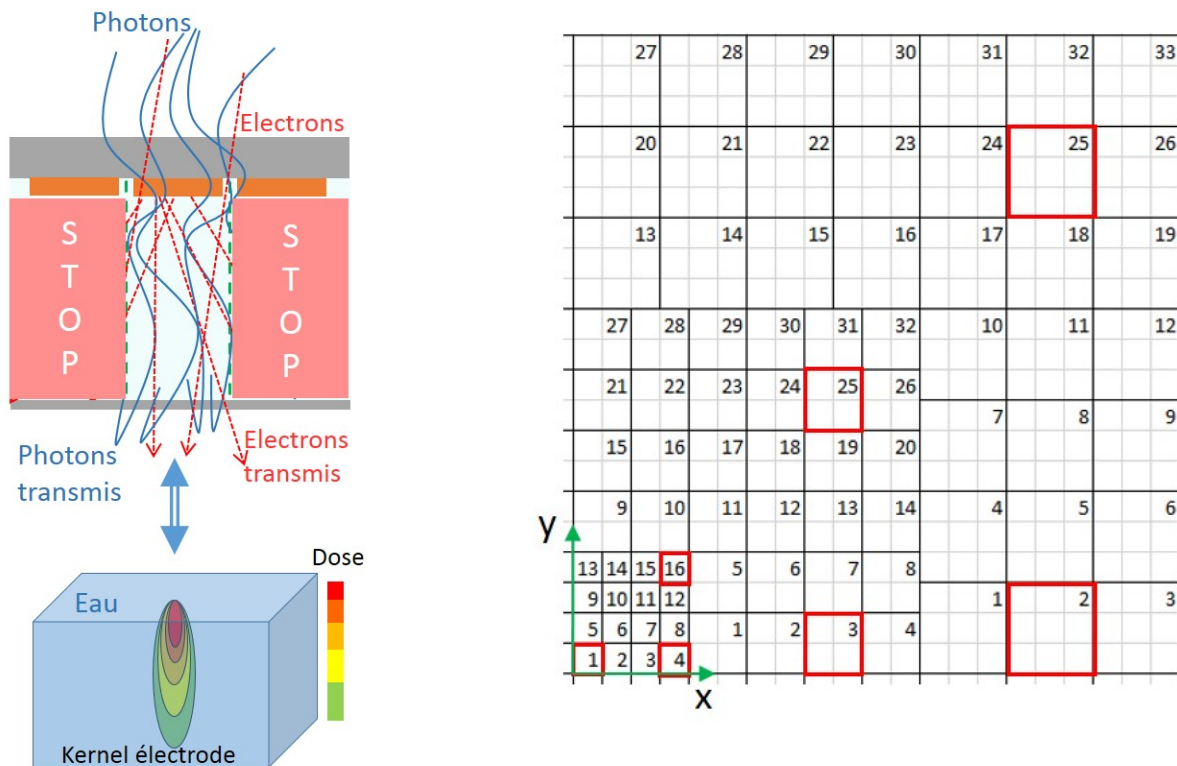 Photons
Electrons
S
T
O
P
S
T
O
P
Photons
transmis
Electrons
transmis
Dose
Eau
Kernel électrode
27 28 29 30 31 32 33
20 21 22 23 24 25 26
13 14 15 16 17 18 19
27 28 29 30 31 32 10 11 12
21 22 23 24 25 26
7 8 9
15 16 17 18 19 20
9 10 11 12 13 14 4 5 6
y
13 14 15 16 5 6 7 8
9 10 11 12 1 2 3
5 6 7 8 1 2 3 4
1 2 3 4
x